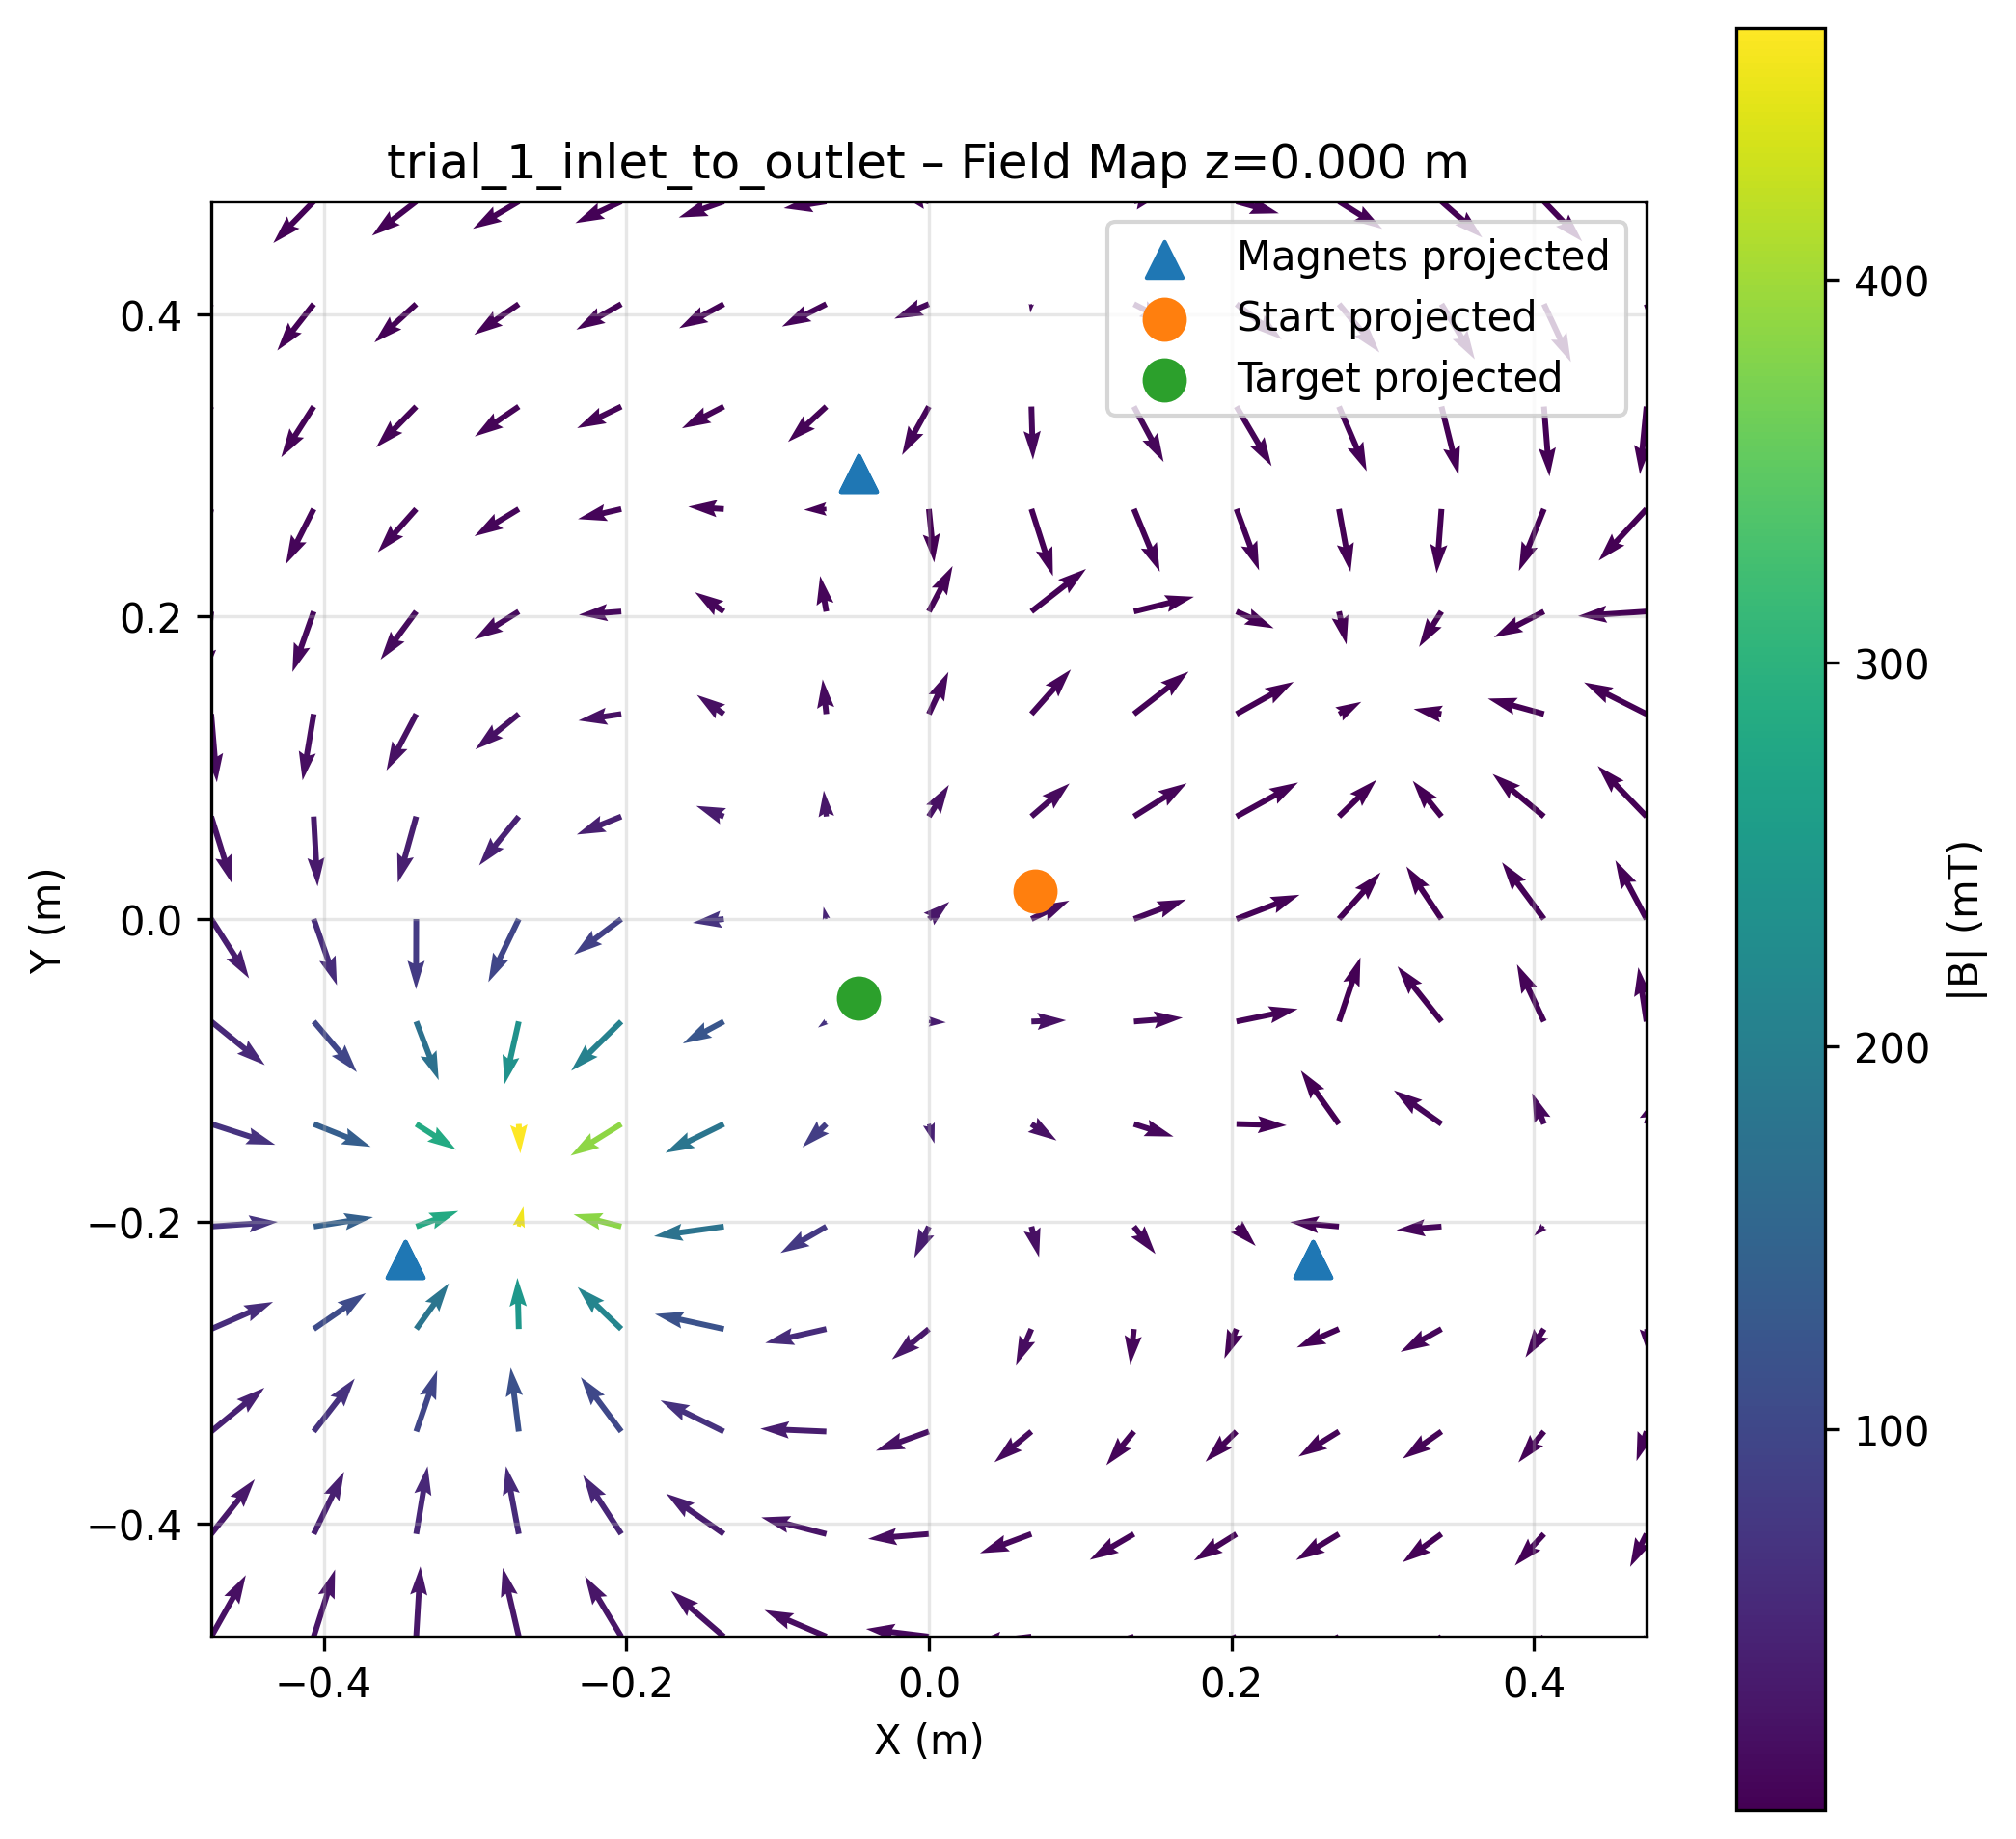 trial_1_inlet_to_outlet – Field Map z=0.000 m
Magnets projected
Start projected
Target projected
0.4
0.2
0.0
−0.2
−0.4
Y (m)
−0.4
−0.2
0.0
0.2
0.4
X (m)
400
300
200
100
|B| (mT)